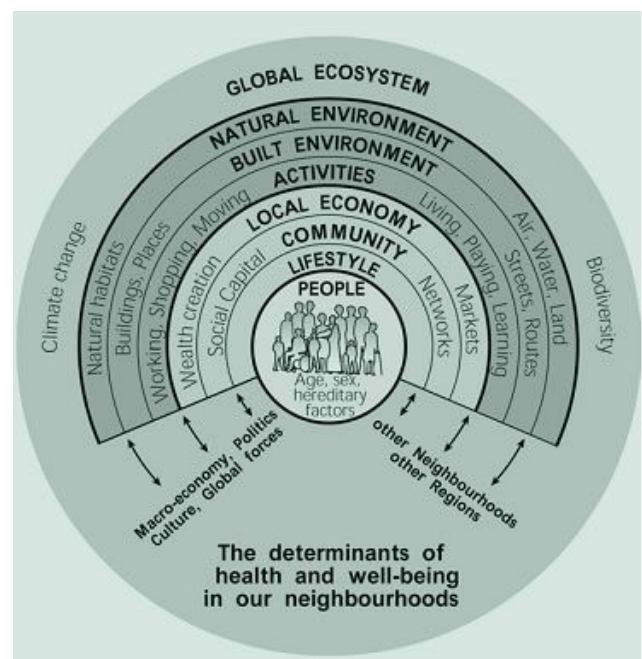 GLOBAL ECOSYSTEM
NATURAL ENVIRONMENT
BUILT ENVIRONMENT
ACTIVITIES
LOCAL ECONOMY
COMMUNITY
LIFESTYLE
PEOPLE
Age, sex,
hereditary
factors
Climate change
Natural habitats
Buildings, Places
Working, Shopping, Moving
Wealth creation
Social Capital
Networks
Markets
Living, Playing, Learning
Streets, Routes
Air, Water, Land
Biodiversity
Macro-economy, Politics
Culture, Global forces
other Neighbourhoods
other Regions
The determinants of
health and well-being
in our neighbourhoods